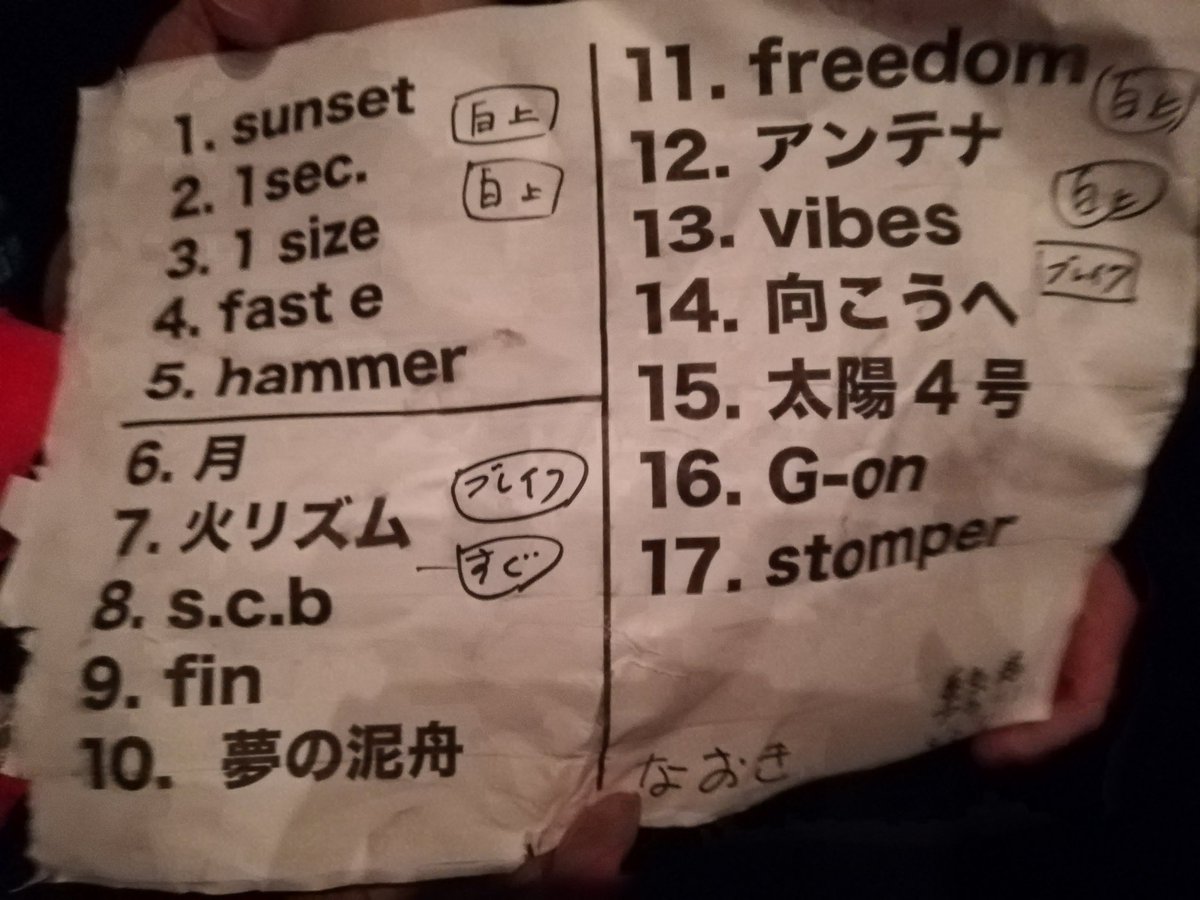 1. sunset
白上
2. 1sec.
白上
3. 1 size
4. fast e
5. hammer
6. 月
ブレイク
7. 火リズム
すぐ
8. s.c.b
9. fin
10. 夢の泥舟
11. freedom
白上
12. アンテナ
白上
13. vibes
ブレイク
14. 向こうへ
15. 太陽4号
16. G-on
17. stomper
なおき